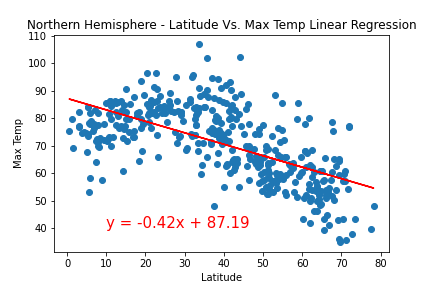 Northern Hemisphere - Latitude Vs. Max Temp Linear Regression
110
100
90
80
70
60
50
40
Max Temp
y = -0.42x + 87.19
0 10 20 30 40 50 60 70 80
Latitude